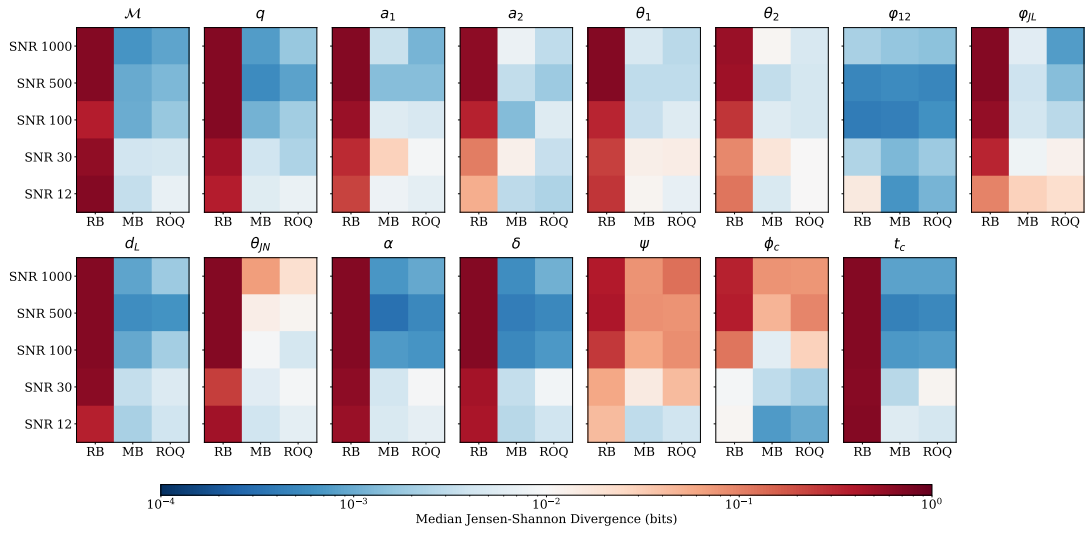 ℳ q a₁ a₂ θ₁ θ₂ φ₁₂ φ_JL
SNR 1000
SNR 500
SNR 100
SNR 30
SNR 12
RB MB ROQ RB MB ROQ RB MB ROQ RB MB ROQ RB MB ROQ RB MB ROQ RB MB ROQ RB MB ROQ
d_L θ_JN α δ ψ ϕ_c t_c
SNR 1000
SNR 500
SNR 100
SNR 30
SNR 12
RB MB ROQ RB MB ROQ RB MB ROQ RB MB ROQ RB MB ROQ RB MB ROQ RB MB ROQ
10⁻⁴ 10⁻³ 10⁻² 10⁻¹ 10⁰
Median Jensen-Shannon Divergence (bits)